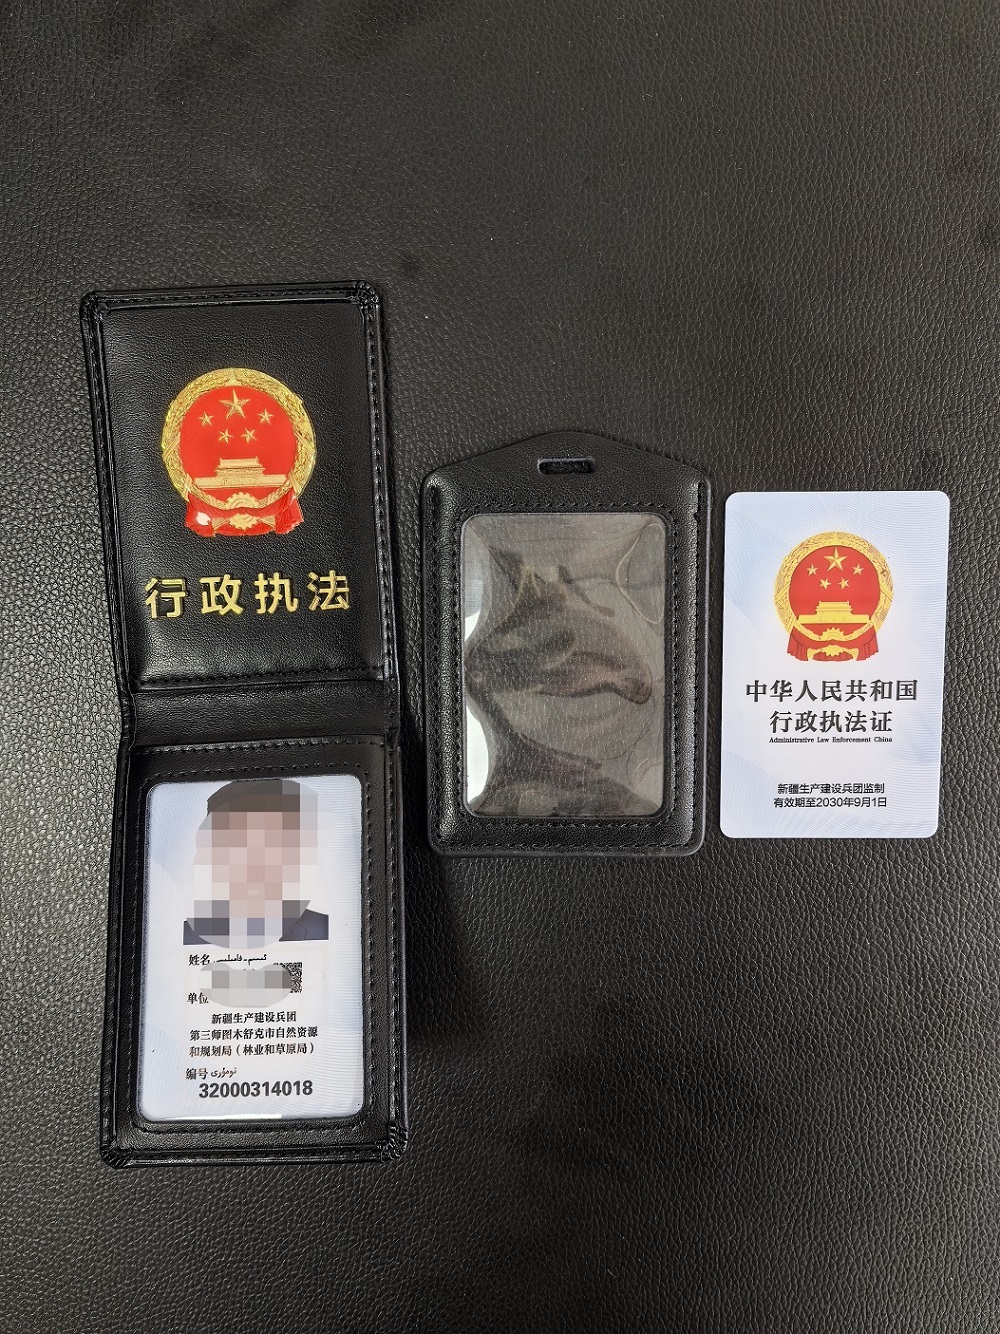 行政执法
姓名 ئىسىم-فامىلىسى
单位
新疆生产建设兵团
第三师图木舒克市自然资源
和规划局（林业和草原局）
编号 نومۇرى
32000314018
中华人民共和国
行政执法证
Administrative Law Enforcement China
新疆生产建设兵团监制
有效期至2030年9月1日